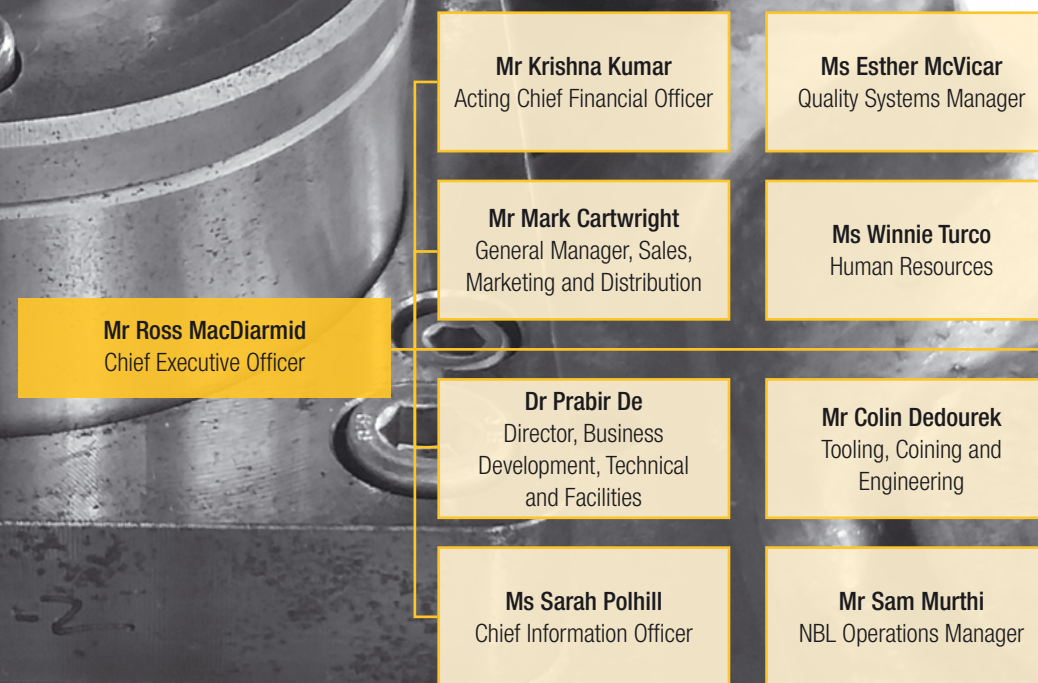 Mr Ross MacDiarmid
Chief Executive Officer
Mr Krishna Kumar
Acting Chief Financial Officer
Mr Mark Cartwright
General Manager, Sales,
Marketing and Distribution
Dr Prabir De
Director, Business
Development, Technical
and Facilities
Ms Sarah Polhill
Chief Information Officer
Ms Esther McVicar
Quality Systems Manager
Ms Winnie Turco
Human Resources
Mr Colin Dedourek
Tooling, Coining and
Engineering
Mr Sam Murthi
NBL Operations Manager